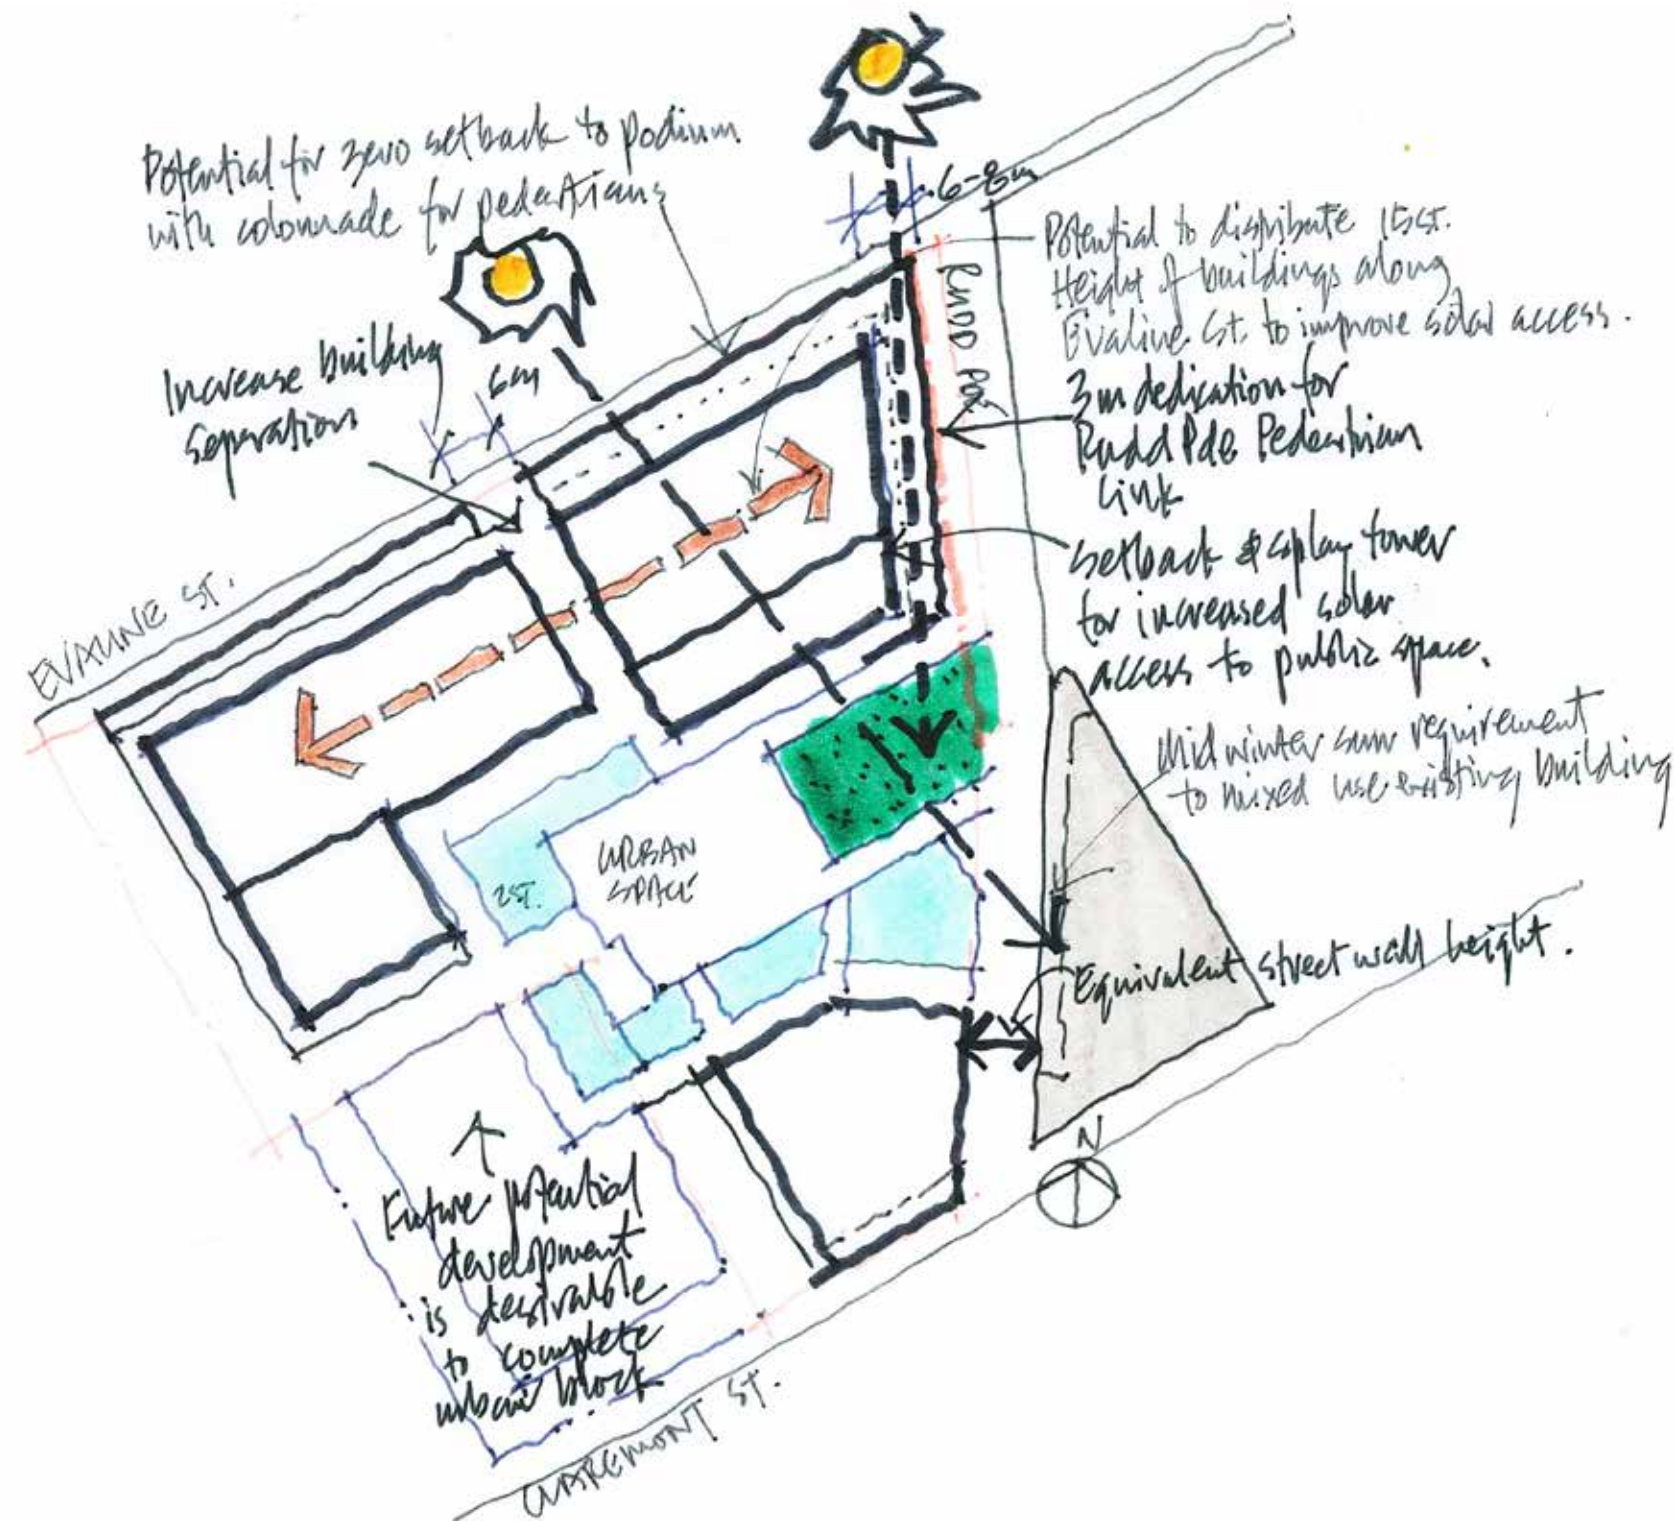 Potential for zero setback to podium
with colonnade for pedestrians
6-8m
Increase building
separation
6m
RUDD PDE
Potential to distribute 15ST.
Height of buildings along
Evaline St. to improve solar access.
3m dedication for
Rudd Pde Pedestrian
Link
setback & splay tower
for increased solar
access to public space.
EVALINE ST.
Mid winter sun requirement
to mixed use existing building
URBAN
SPACE
2ST.
Equivalent street wall height.
N
Future potential
development
is desirable
to complete
urban block
CLAREMONT ST.